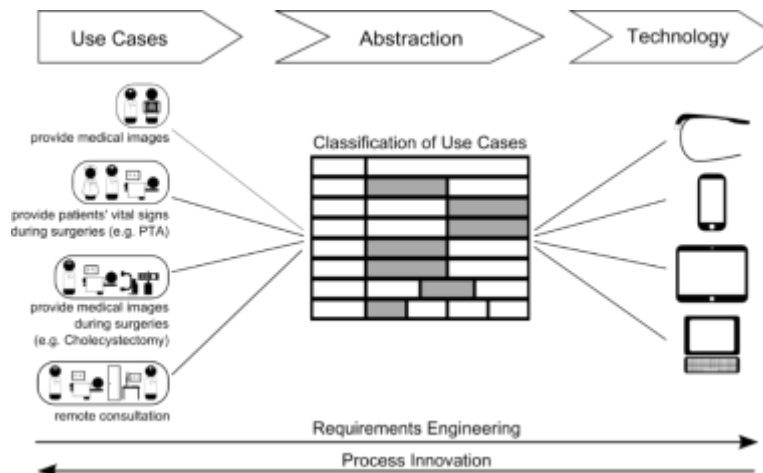 Use Cases
Abstraction
Technology
provide medical images
Classification of Use Cases
provide patients' vital signs
during surgeries (e.g. PTA)
provide medical images
during surgeries
(e.g. Cholecystectomy)
remote consultation
Requirements Engineering
Process Innovation